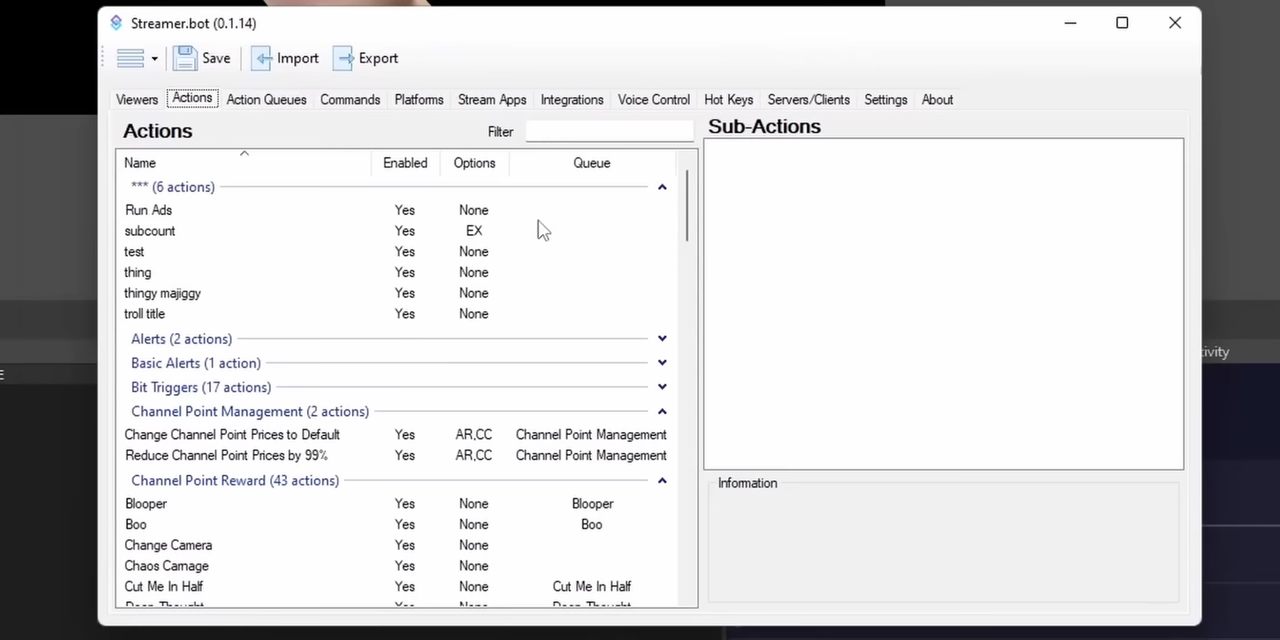 Streamer.bot (0.1.14)
Save Import Export
Viewers Actions Action Queues Commands Platforms Stream Apps Integrations Voice Control Hot Keys Servers/Clients Settings About
Actions Filter Sub-Actions
Name Enabled Options Queue
*** (6 actions)
Run Ads Yes None
subcount Yes EX
test Yes None
thing Yes None
thingy majiggy Yes None
troll title Yes None
Alerts (2 actions)
Basic Alerts (1 action)
Bit Triggers (17 actions)
Channel Point Management (2 actions)
Change Channel Point Prices to Default Yes AR,CC Channel Point Management
Reduce Channel Point Prices by 99% Yes AR,CC Channel Point Management
Channel Point Reward (43 actions)
Blooper Yes None Blooper
Boo Yes None Boo
Change Camera Yes None
Chaos Carnage Yes None
Cut Me In Half Yes None Cut Me In Half
Deep Thought Yes None Deep Thought
Information
ivity
E